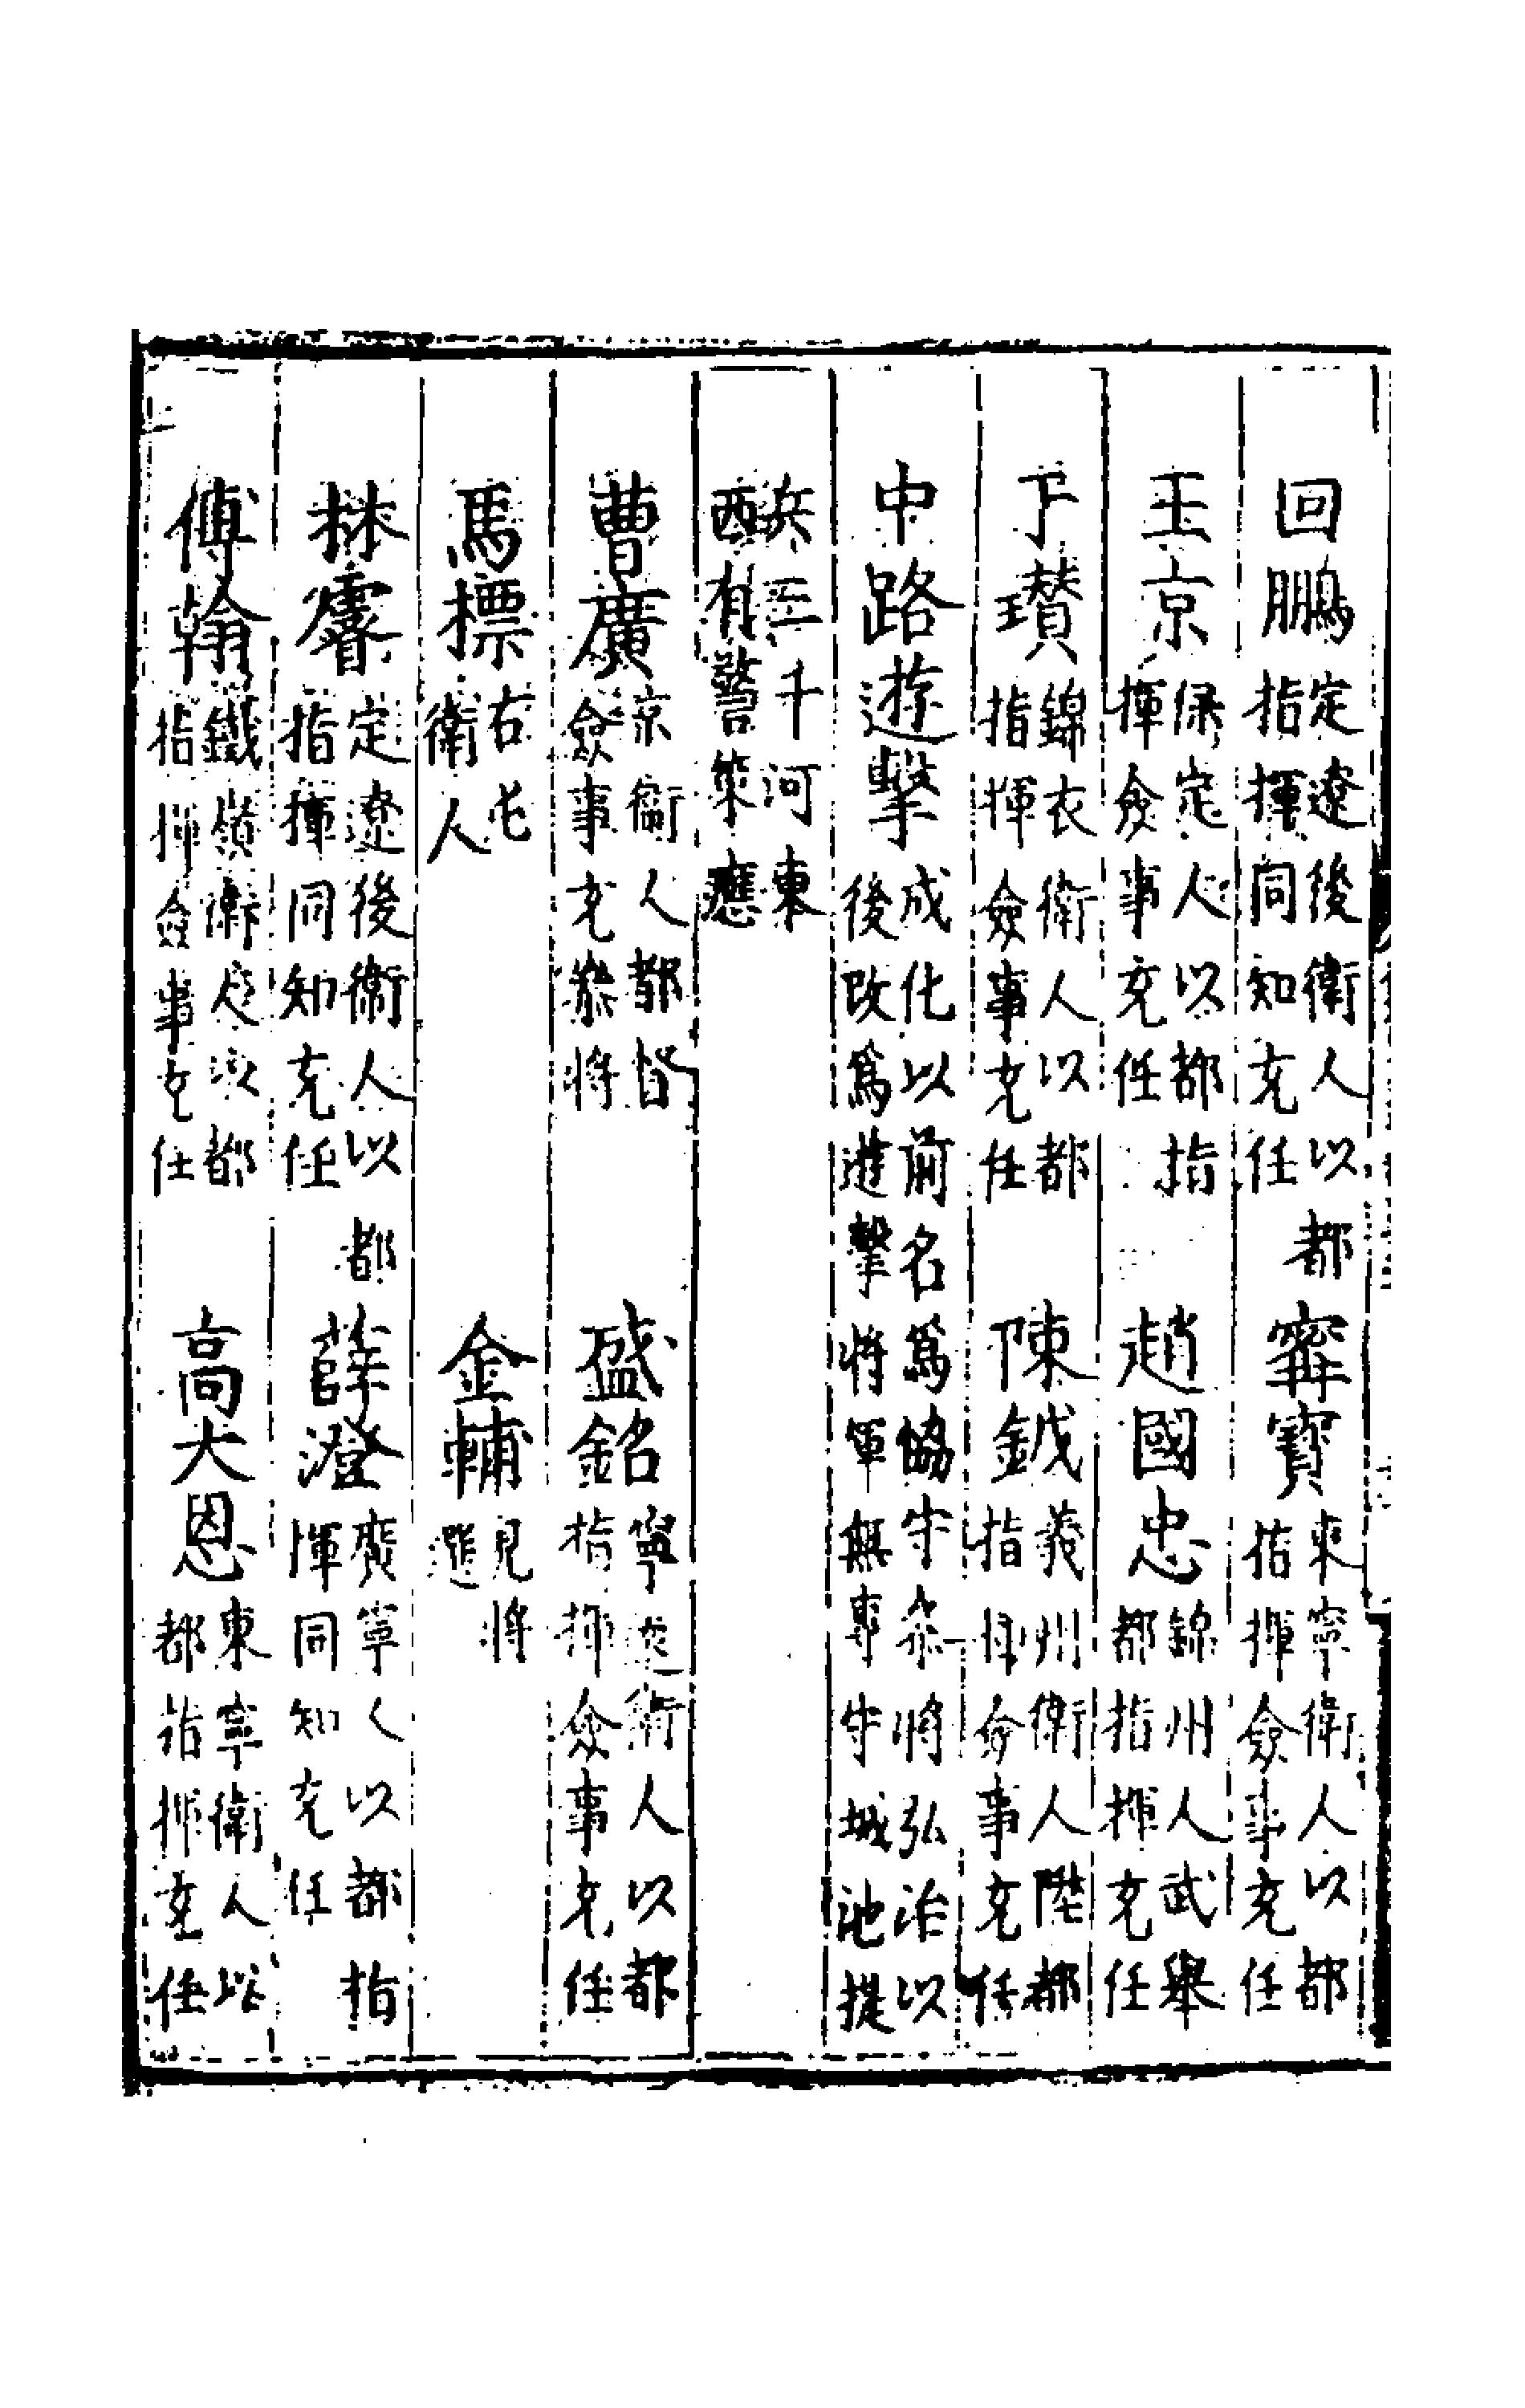 回鵬定遼後衛人以都指揮同知充任 甯寶東寧衛人以都指揮僉事充任
王京保定人以都指揮僉事充任 趙國忠錦州人武舉都指揮充任
于瓚錦衣衛人以都指揮僉事充任 陳鉞義州衛人陞都指揮僉事充任
中路遊擊成化以前名爲協守叅將弘治以後改爲遊擊將軍無專守城池提
兵三千河東西有警策應
曹廣京衛人都督僉事充叅將 盛銘寧遠衛人以都指揮僉事充任
馬標右屯衛人 金輔見將選
林睿定遼後衛人以都指揮同知充任 薛澄廣寧人以都指揮同知充任
傅翰鐵嶺衛人以都指揮僉事充任 高大恩東寧衛人以都指揮充任